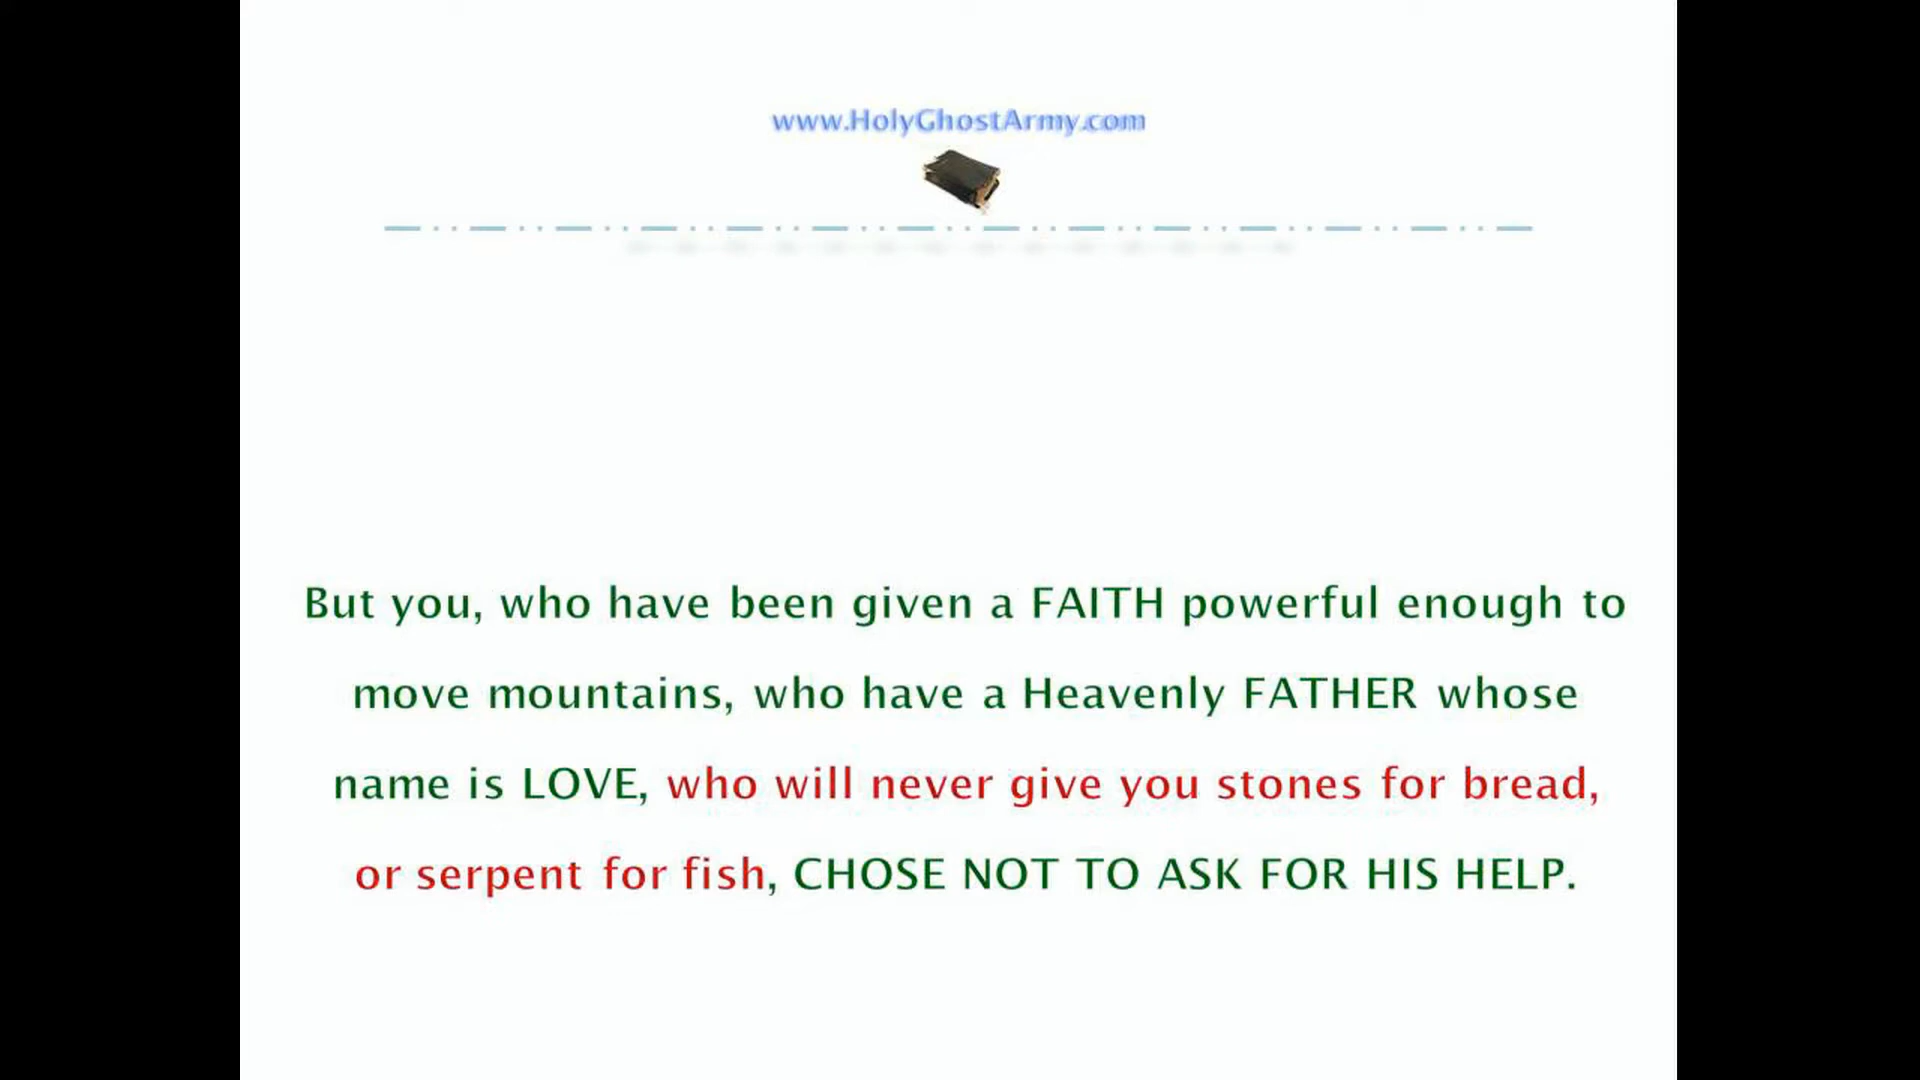 www.HolyGhostArmy.com
But you, who have been given a FAITH powerful enough to
move mountains, who have a Heavenly FATHER whose
name is LOVE, who will never give you stones for bread,
or serpent for fish, CHOSE NOT TO ASK FOR HIS HELP.